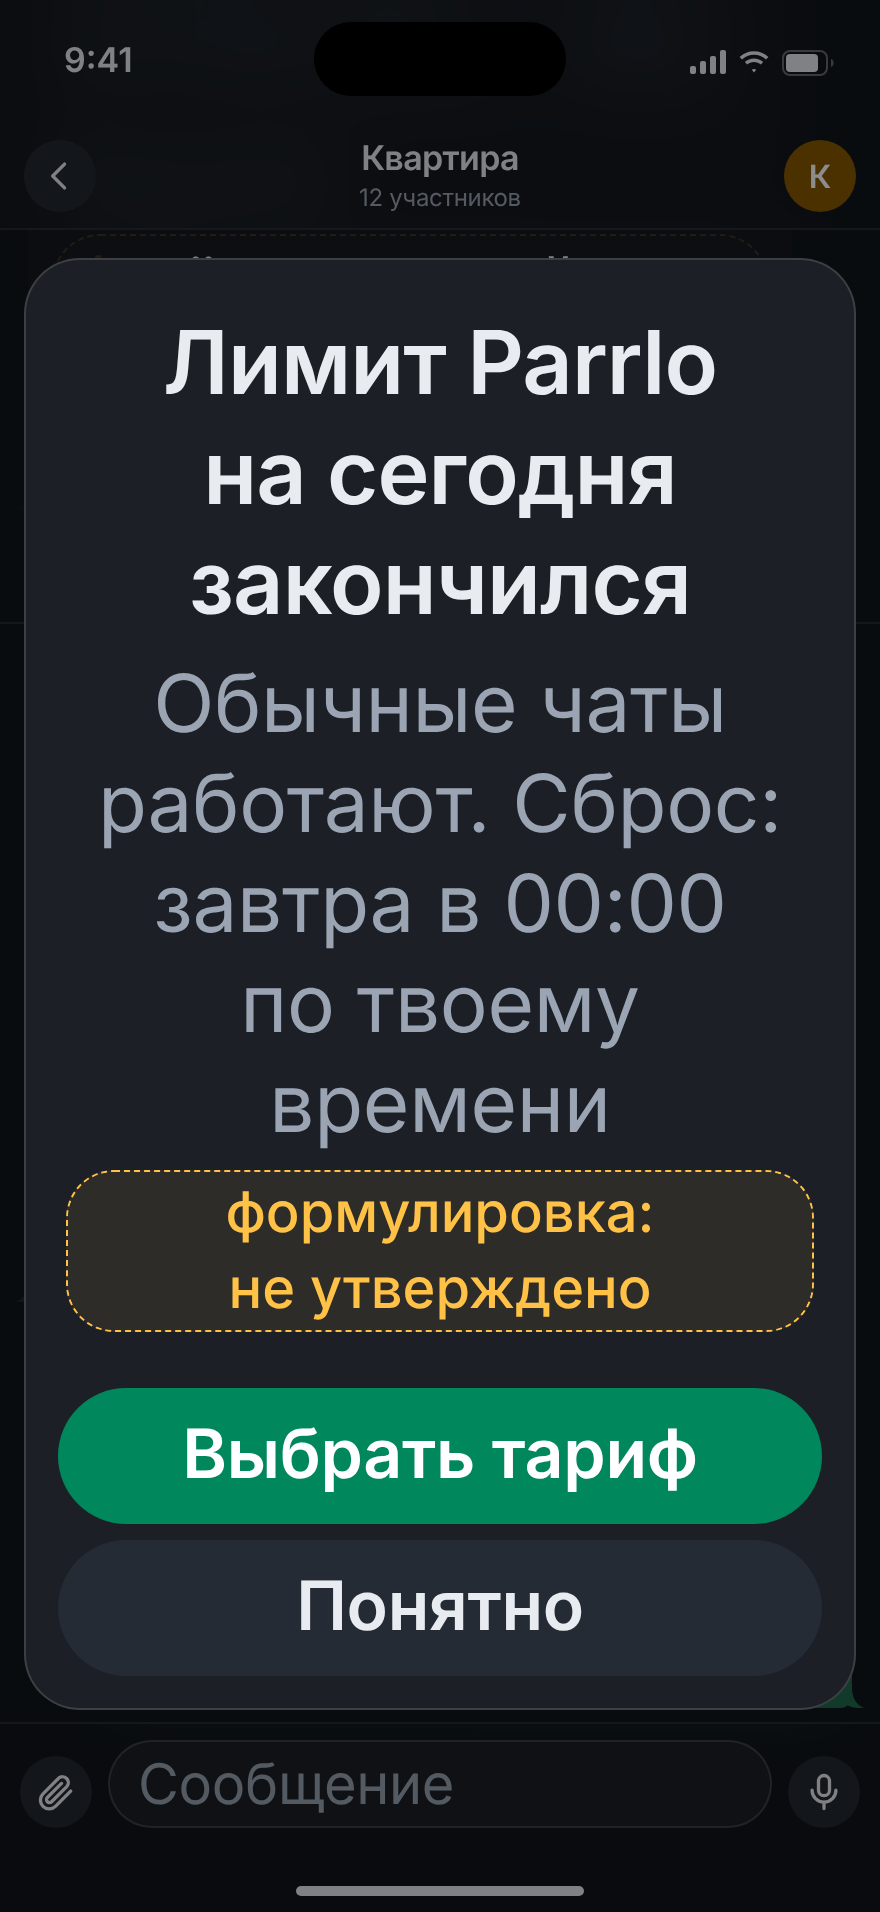 9:41
Квартира
12 участников
К
Лимит Parrlo
на сегодня
закончился
Обычные чаты
работают. Сброс:
завтра в 00:00
по твоему
времени
формулировка:
не утверждено
Выбрать тариф
Понятно
Сообщение